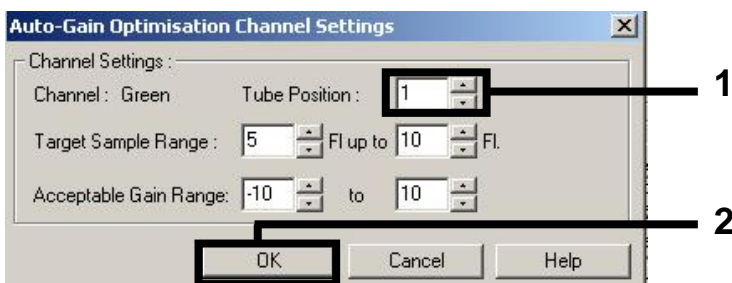 Auto-Gain Optimisation Channel Settings
Channel Settings :
Channel : Green Tube Position : 1 1
Target Sample Range : 5 Fl up to 10 Fl.
Acceptable Gain Range: -10 to 10
2
OK Cancel Help